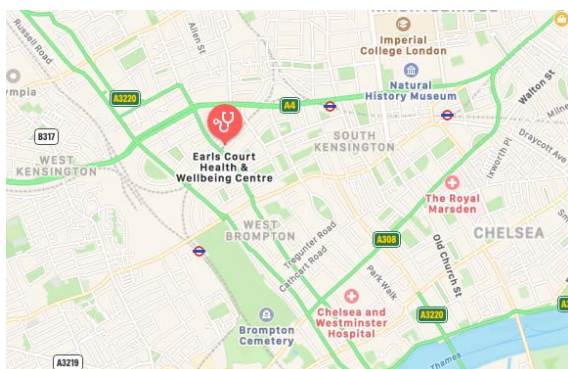 Russell Road
Allen St
Imperial
College London
ympia
A3220
A4
Natural
History Museum
Walton St
Milne
B317
Draycott Ave
SOUTH
KENSINGTON
Ixworth Pl
Earls Court
Health &
Wellbeing Centre
WEST
KENSINGTON
The Royal
Marsden
WEST
BROMPTON
Tregunter Road
Cathcart Road
A308
Old Church St
CHELSEA
Park Walk
Chelsea and
Westminster
Hospital
A3220
Brompton
Cemetery
Thames
A3219